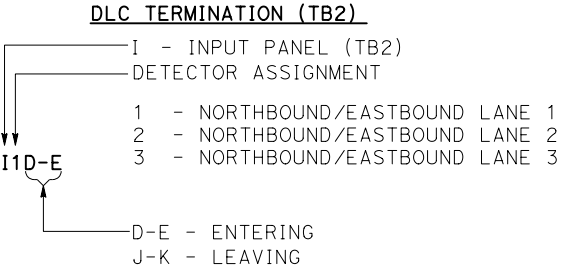 DLC TERMINATION (TB2)
I - INPUT PANEL (TB2)
DETECTOR ASSIGNMENT
1 - NORTHBOUND/EASTBOUND LANE 1
2 - NORTHBOUND/EASTBOUND LANE 2
3 - NORTHBOUND/EASTBOUND LANE 3
I1D-E
D-E - ENTERING
J-K - LEAVING